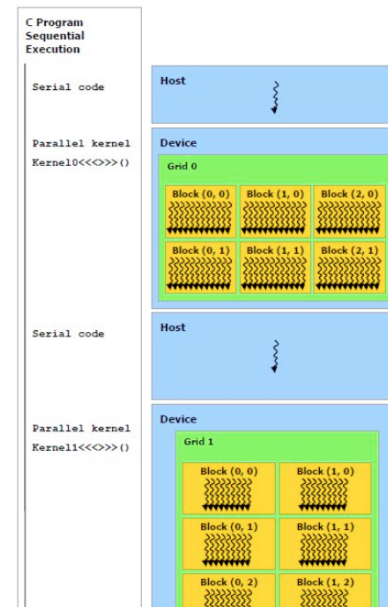 C Program
Sequential
Execution
Serial code
Host
Parallel kernel
Kernel0<<<>>>()
Device
Grid 0
Block (0, 0) Block (1, 0) Block (2, 0)
Block (0, 1) Block (1, 1) Block (2, 1)
Serial code
Host
Parallel kernel
Kernel1<<<>>>()
Device
Grid 1
Block (0, 0) Block (1, 0)
Block (0, 1) Block (1, 1)
Block (0, 2) Block (1, 2)